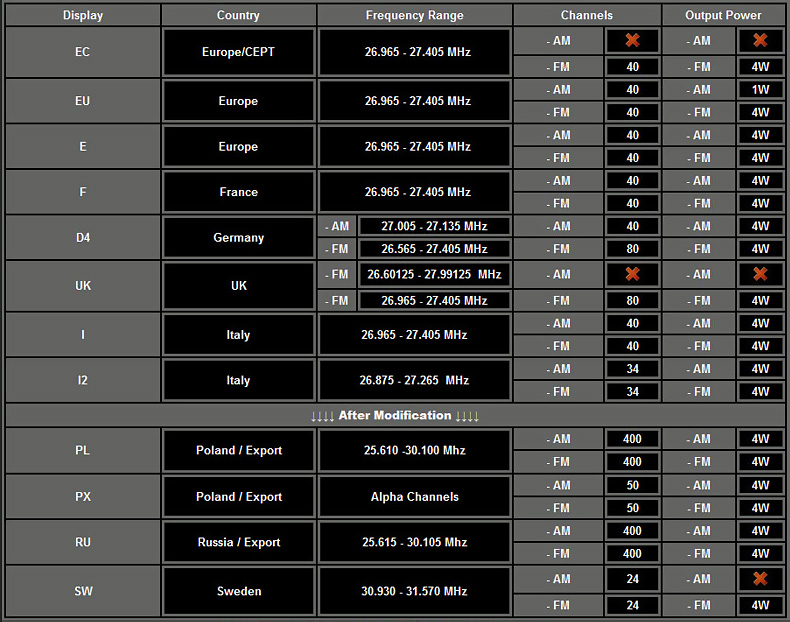 Display Country Frequency Range Channels Output Power
EC Europe/CEPT 26.965 - 27.405 MHz - AM ✖ - AM ✖
- FM 40 - FM 4W
EU Europe 26.965 - 27.405 MHz - AM 40 - AM 1W
- FM 40 - FM 4W
E Europe 26.965 - 27.405 MHz - AM 40 - AM 4W
- FM 40 - FM 4W
F France 26.965 - 27.405 MHz - AM 40 - AM 4W
- FM 40 - FM 4W
D4 Germany - AM 27.005 - 27.135 MHz - AM 40 - AM 4W
- FM 26.565 - 27.405 MHz - FM 80 - FM 4W
UK UK - FM 26.60125 - 27.99125 MHz - AM ✖ - AM ✖
- FM 26.965 - 27.405 MHz - FM 80 - FM 4W
I Italy 26.965 - 27.405 MHz - AM 40 - AM 4W
- FM 40 - FM 4W
I2 Italy 26.875 - 27.265 MHz - AM 34 - AM 4W
- FM 34 - FM 4W
↓↓↓↓ After Modification ↓↓↓↓
PL Poland / Export 25.610 -30.100 Mhz - AM 400 - AM 4W
- FM 400 - FM 4W
PX Poland / Export Alpha Channels - AM 50 - AM 4W
- FM 50 - FM 4W
RU Russia / Export 25.615 - 30.105 Mhz - AM 400 - AM 4W
- FM 400 - FM 4W
SW Sweden 30.930 - 31.570 MHz - AM 24 - AM ✖
- FM 24 - FM 4W